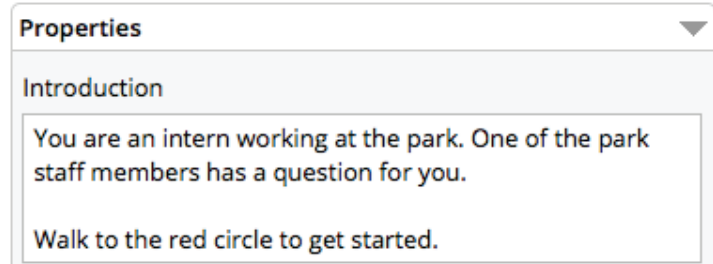 Properties
Introduction
You are an intern working at the park. One of the park
staff members has a question for you.
Walk to the red circle to get started.